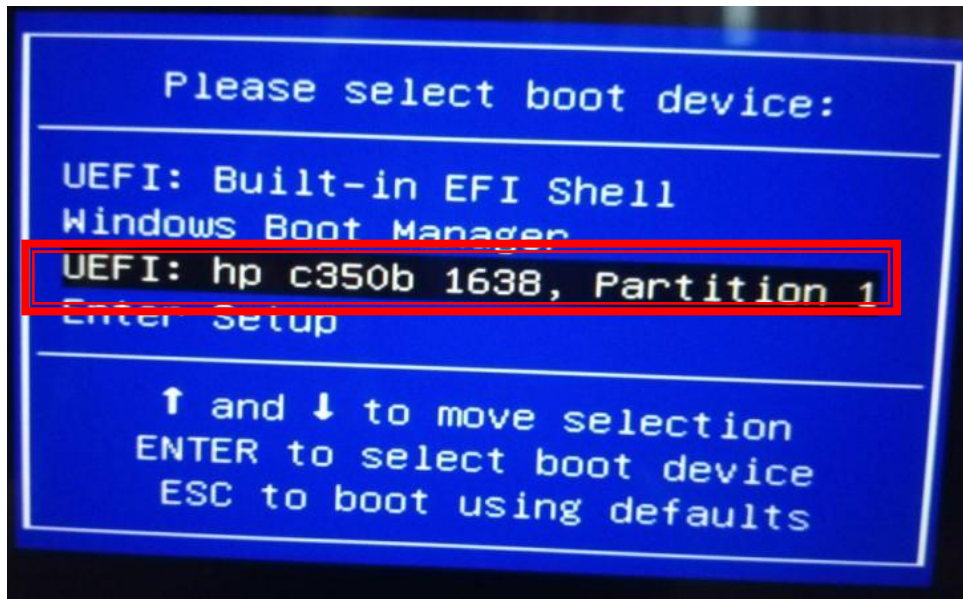 Please select boot device:
UEFI: Built-in EFI Shell
Windows Boot Manager
UEFI: hp c350b 1638, Partition 1
Enter Setup
↑ and ↓ to move selection
ENTER to select boot device
ESC to boot using defaults